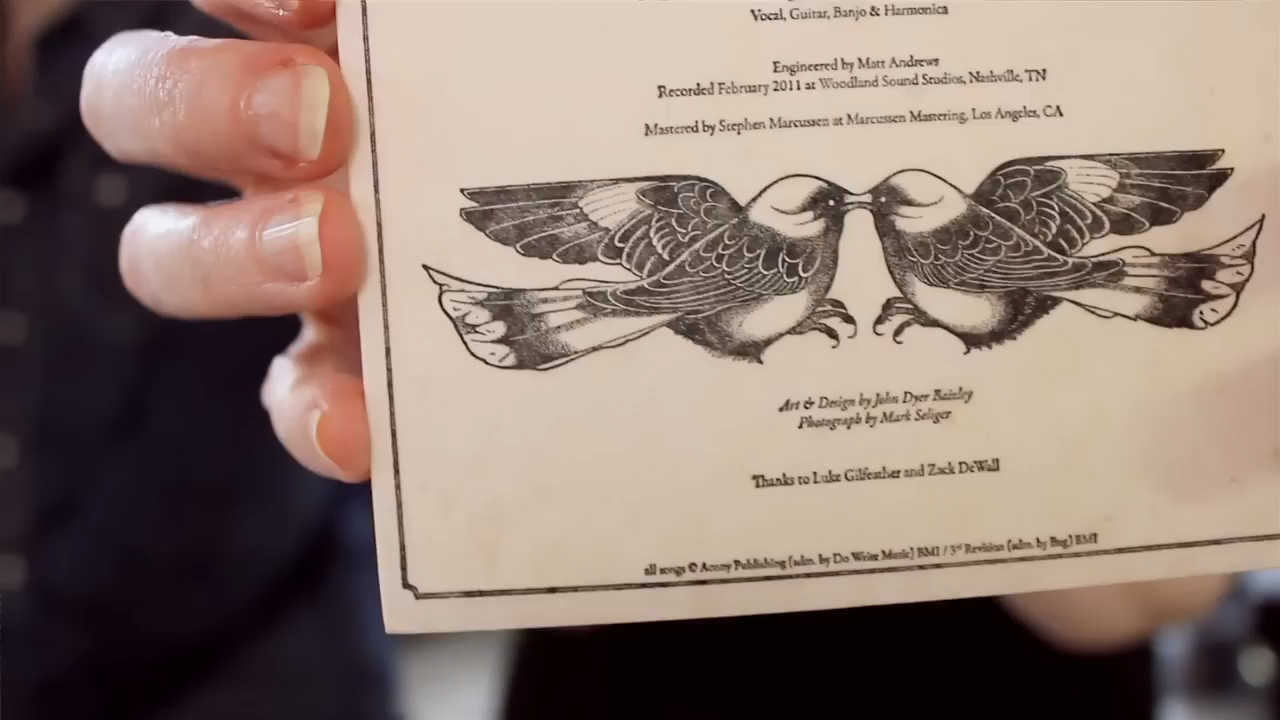 Vocal, Guitar, Banjo & Harmonica
Engineered by Matt Andrews
Recorded February 2011 at Woodland Sound Studios, Nashville, TN
Mastered by Stephen Marcussen at Marcussen Mastering, Los Angeles, CA
Art & Design by John Dyer Baizley
Photograph by Mark Seliger
Thanks to Luke Gilfeather and Zack DeWall
all songs © Acony Publishing (adm. by Do Write Music) BMI / 3rd Revision (adm. by Bug) BMI